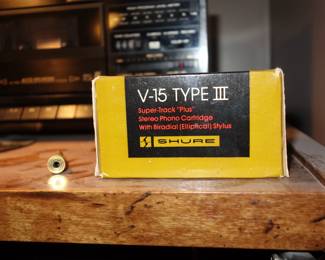 V-15 TYPE III
Super-Track "Plus"
Stereo Phono Cartridge
With Biradial (Elliptical) Stylus
SHURE